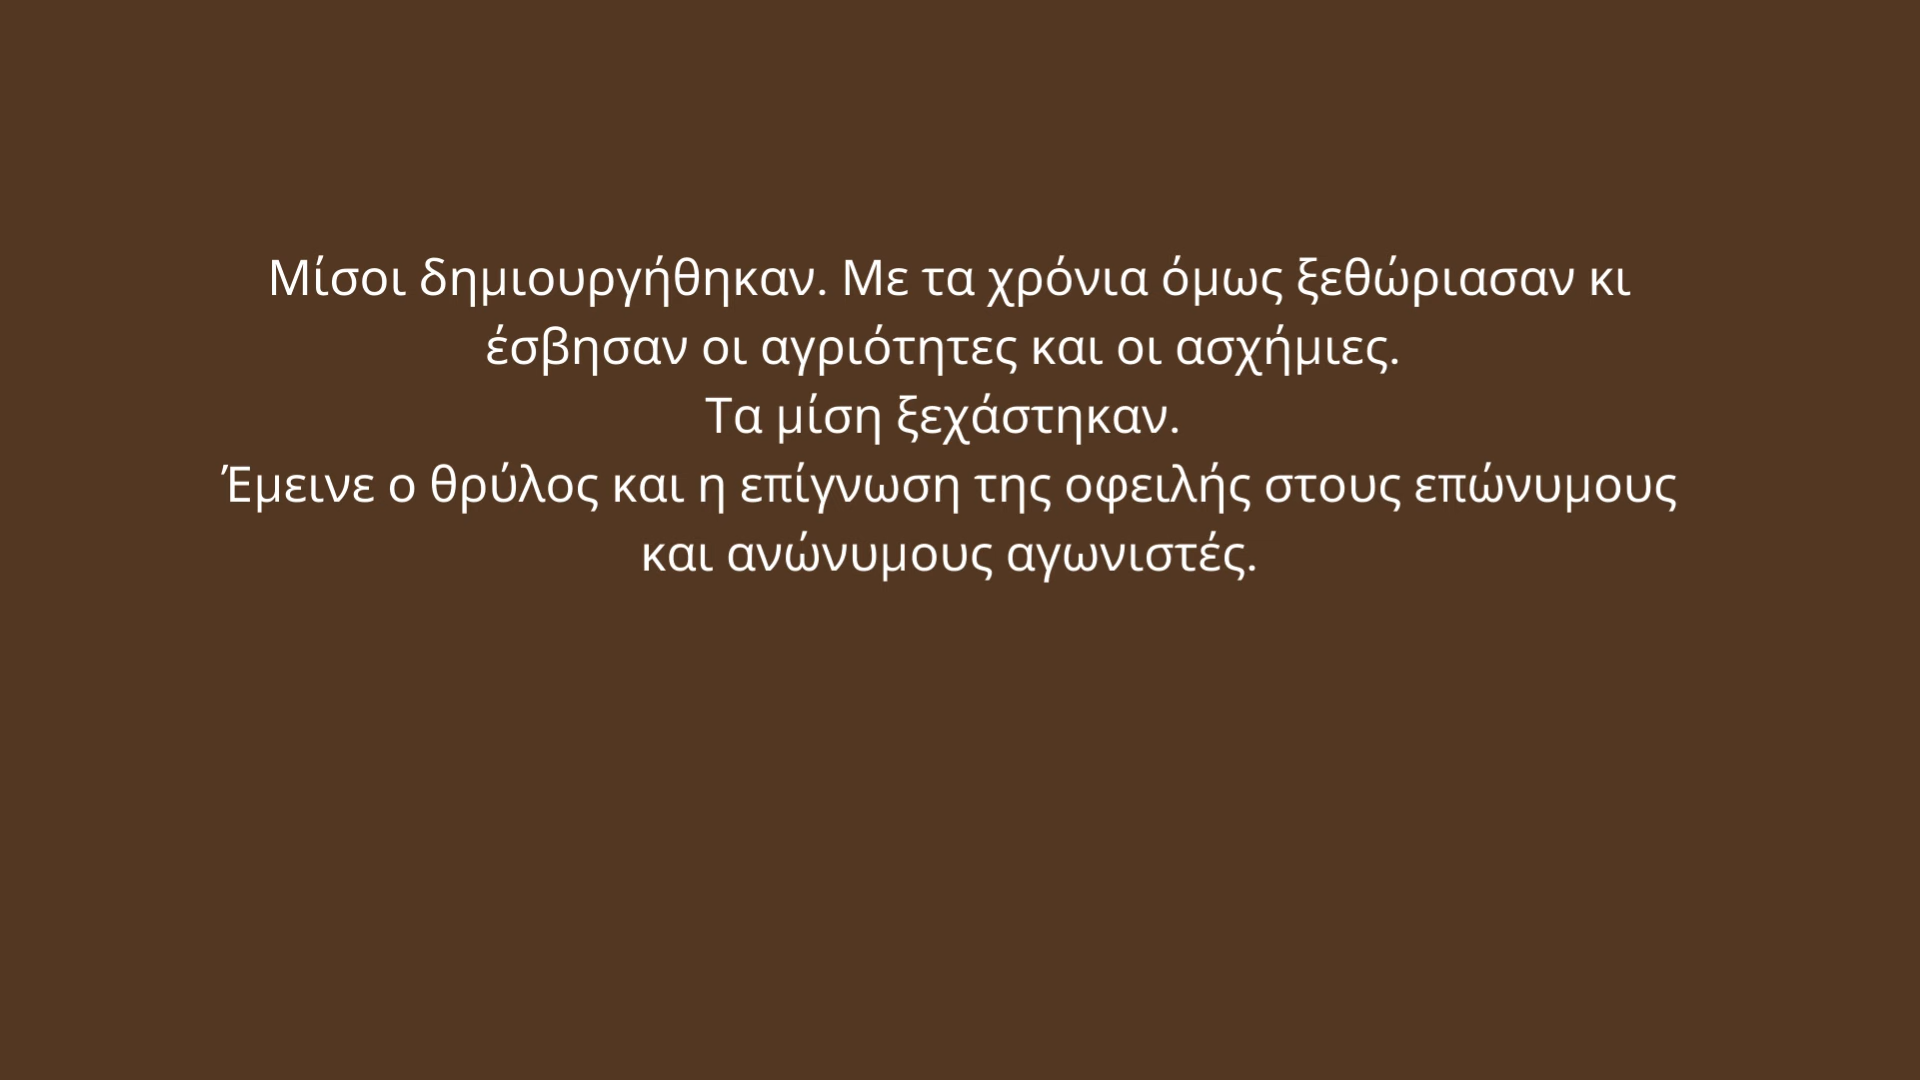 Μίσοι δημιουργήθηκαν. Με τα χρόνια όμως ξεθώριασαν κι
έσβησαν οι αγριότητες και οι ασχήμιες.
Τα μίση ξεχάστηκαν.
Έμεινε ο θρύλος και η επίγνωση της οφειλής στους επώνυμους
και ανώνυμους αγωνιστές.